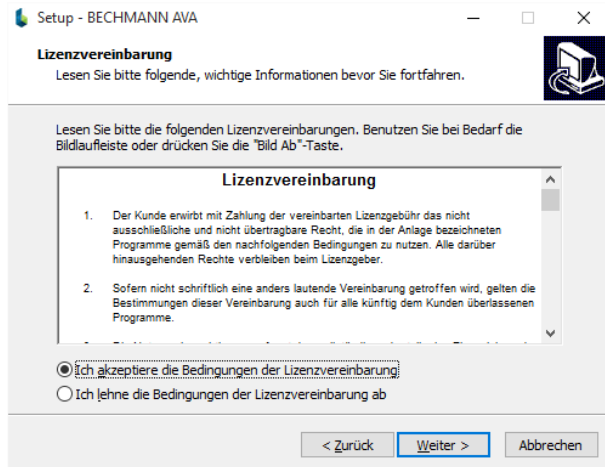 Setup - BECHMANN AVA
Lizenzvereinbarung
Lesen Sie bitte folgende, wichtige Informationen bevor Sie fortfahren.
Lesen Sie bitte die folgenden Lizenzvereinbarungen. Benutzen Sie bei Bedarf die
Bildlaufleiste oder drücken Sie die "Bild Ab"-Taste.
Lizenzvereinbarung
1. Der Kunde erwirbt mit Zahlung der vereinbarten Lizenzgebühr das nicht
ausschließliche und nicht übertragbare Recht, die in der Anlage bezeichneten
Programme gemäß den nachfolgenden Bedingungen zu nutzen. Alle darüber
hinausgehenden Rechte verbleiben beim Lizenzgeber.
2. Sofern nicht schriftlich eine anders lautende Vereinbarung getroffen wird, gelten die
Bestimmungen dieser Vereinbarung auch für alle künftig dem Kunden überlassenen
Programme.
Ich akzeptiere die Bedingungen der Lizenzvereinbarung
Ich lehne die Bedingungen der Lizenzvereinbarung ab
< Zurück Weiter > Abbrechen